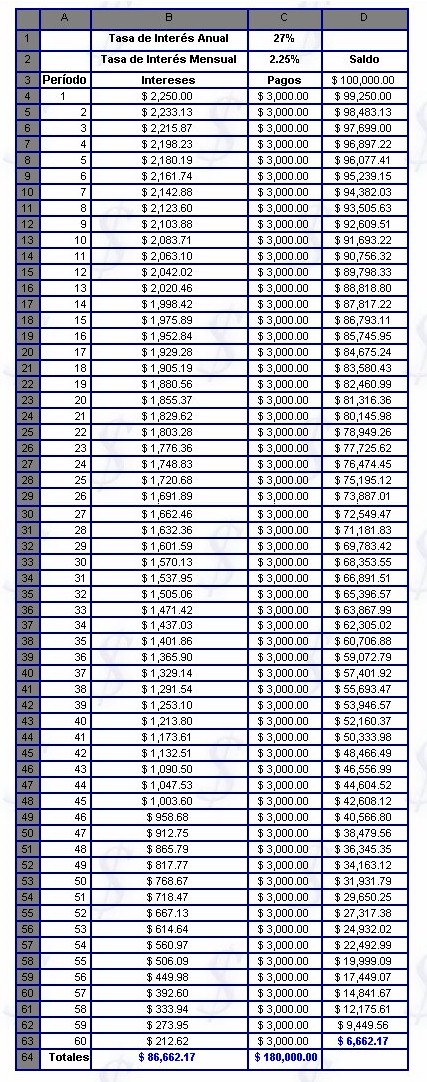 A B C D
1 Tasa de Interés Anual 27%
2 Tasa de Interés Mensual 2.25% Saldo
3 Período Intereses Pagos $ 100,000.00
4 1 $ 2,250.00 $ 3,000.00 $ 99,250.00
5 2 $ 2,233.13 $ 3,000.00 $ 98,483.13
6 3 $ 2,215.87 $ 3,000.00 $ 97,699.00
7 4 $ 2,198.23 $ 3,000.00 $ 96,897.22
8 5 $ 2,180.19 $ 3,000.00 $ 96,077.41
9 6 $ 2,161.74 $ 3,000.00 $ 95,239.15
10 7 $ 2,142.88 $ 3,000.00 $ 94,382.03
11 8 $ 2,123.60 $ 3,000.00 $ 93,505.63
12 9 $ 2,103.88 $ 3,000.00 $ 92,609.51
13 10 $ 2,083.71 $ 3,000.00 $ 91,693.22
14 11 $ 2,063.10 $ 3,000.00 $ 90,756.32
15 12 $ 2,042.02 $ 3,000.00 $ 89,798.33
16 13 $ 2,020.46 $ 3,000.00 $ 88,818.80
17 14 $ 1,998.42 $ 3,000.00 $ 87,817.22
18 15 $ 1,975.89 $ 3,000.00 $ 86,793.11
19 16 $ 1,952.84 $ 3,000.00 $ 85,745.95
20 17 $ 1,929.28 $ 3,000.00 $ 84,675.24
21 18 $ 1,905.19 $ 3,000.00 $ 83,580.43
22 19 $ 1,880.56 $ 3,000.00 $ 82,460.99
23 20 $ 1,855.37 $ 3,000.00 $ 81,316.36
24 21 $ 1,829.62 $ 3,000.00 $ 80,145.98
25 22 $ 1,803.28 $ 3,000.00 $ 78,949.26
26 23 $ 1,776.36 $ 3,000.00 $ 77,725.62
27 24 $ 1,748.83 $ 3,000.00 $ 76,474.45
28 25 $ 1,720.68 $ 3,000.00 $ 75,195.12
29 26 $ 1,691.89 $ 3,000.00 $ 73,887.01
30 27 $ 1,662.46 $ 3,000.00 $ 72,549.47
31 28 $ 1,632.36 $ 3,000.00 $ 71,181.83
32 29 $ 1,601.59 $ 3,000.00 $ 69,783.42
33 30 $ 1,570.13 $ 3,000.00 $ 68,353.55
34 31 $ 1,537.95 $ 3,000.00 $ 66,891.51
35 32 $ 1,505.06 $ 3,000.00 $ 65,396.57
36 33 $ 1,471.42 $ 3,000.00 $ 63,867.99
37 34 $ 1,437.03 $ 3,000.00 $ 62,305.02
38 35 $ 1,401.86 $ 3,000.00 $ 60,706.88
39 36 $ 1,365.90 $ 3,000.00 $ 59,072.79
40 37 $ 1,329.14 $ 3,000.00 $ 57,401.92
41 38 $ 1,291.54 $ 3,000.00 $ 55,693.47
42 39 $ 1,253.10 $ 3,000.00 $ 53,946.57
43 40 $ 1,213.80 $ 3,000.00 $ 52,160.37
44 41 $ 1,173.61 $ 3,000.00 $ 50,333.98
45 42 $ 1,132.51 $ 3,000.00 $ 48,466.49
46 43 $ 1,090.50 $ 3,000.00 $ 46,556.99
47 44 $ 1,047.53 $ 3,000.00 $ 44,604.52
48 45 $ 1,003.60 $ 3,000.00 $ 42,608.12
49 46 $ 958.68 $ 3,000.00 $ 40,566.80
50 47 $ 912.75 $ 3,000.00 $ 38,479.56
51 48 $ 865.79 $ 3,000.00 $ 36,345.35
52 49 $ 817.77 $ 3,000.00 $ 34,163.12
53 50 $ 768.67 $ 3,000.00 $ 31,931.79
54 51 $ 718.47 $ 3,000.00 $ 29,650.25
55 52 $ 667.13 $ 3,000.00 $ 27,317.38
56 53 $ 614.64 $ 3,000.00 $ 24,932.02
57 54 $ 560.97 $ 3,000.00 $ 22,492.99
58 55 $ 506.09 $ 3,000.00 $ 19,999.09
59 56 $ 449.98 $ 3,000.00 $ 17,449.07
60 57 $ 392.60 $ 3,000.00 $ 14,841.67
61 58 $ 333.94 $ 3,000.00 $ 12,175.61
62 59 $ 273.95 $ 3,000.00 $ 9,449.56
63 60 $ 212.62 $ 3,000.00 $ 6,662.17
64 Totales $ 86,662.17 $ 180,000.00